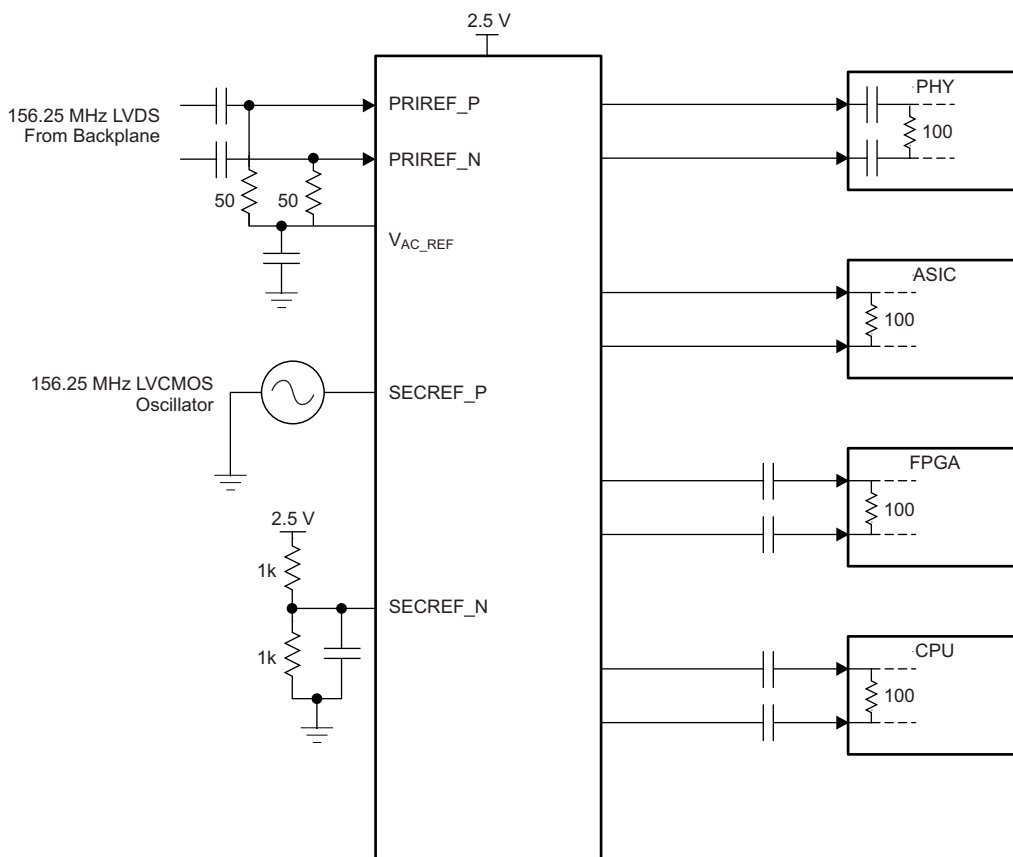 2.5 V
156.25 MHz LVDS
From Backplane
PRIREF_P
PRIREF_N
50
50
VAC_REF
156.25 MHz LVCMOS
Oscillator
SECREF_P
2.5 V
1k
1k
SECREF_N
PHY
100
ASIC
100
FPGA
100
CPU
100